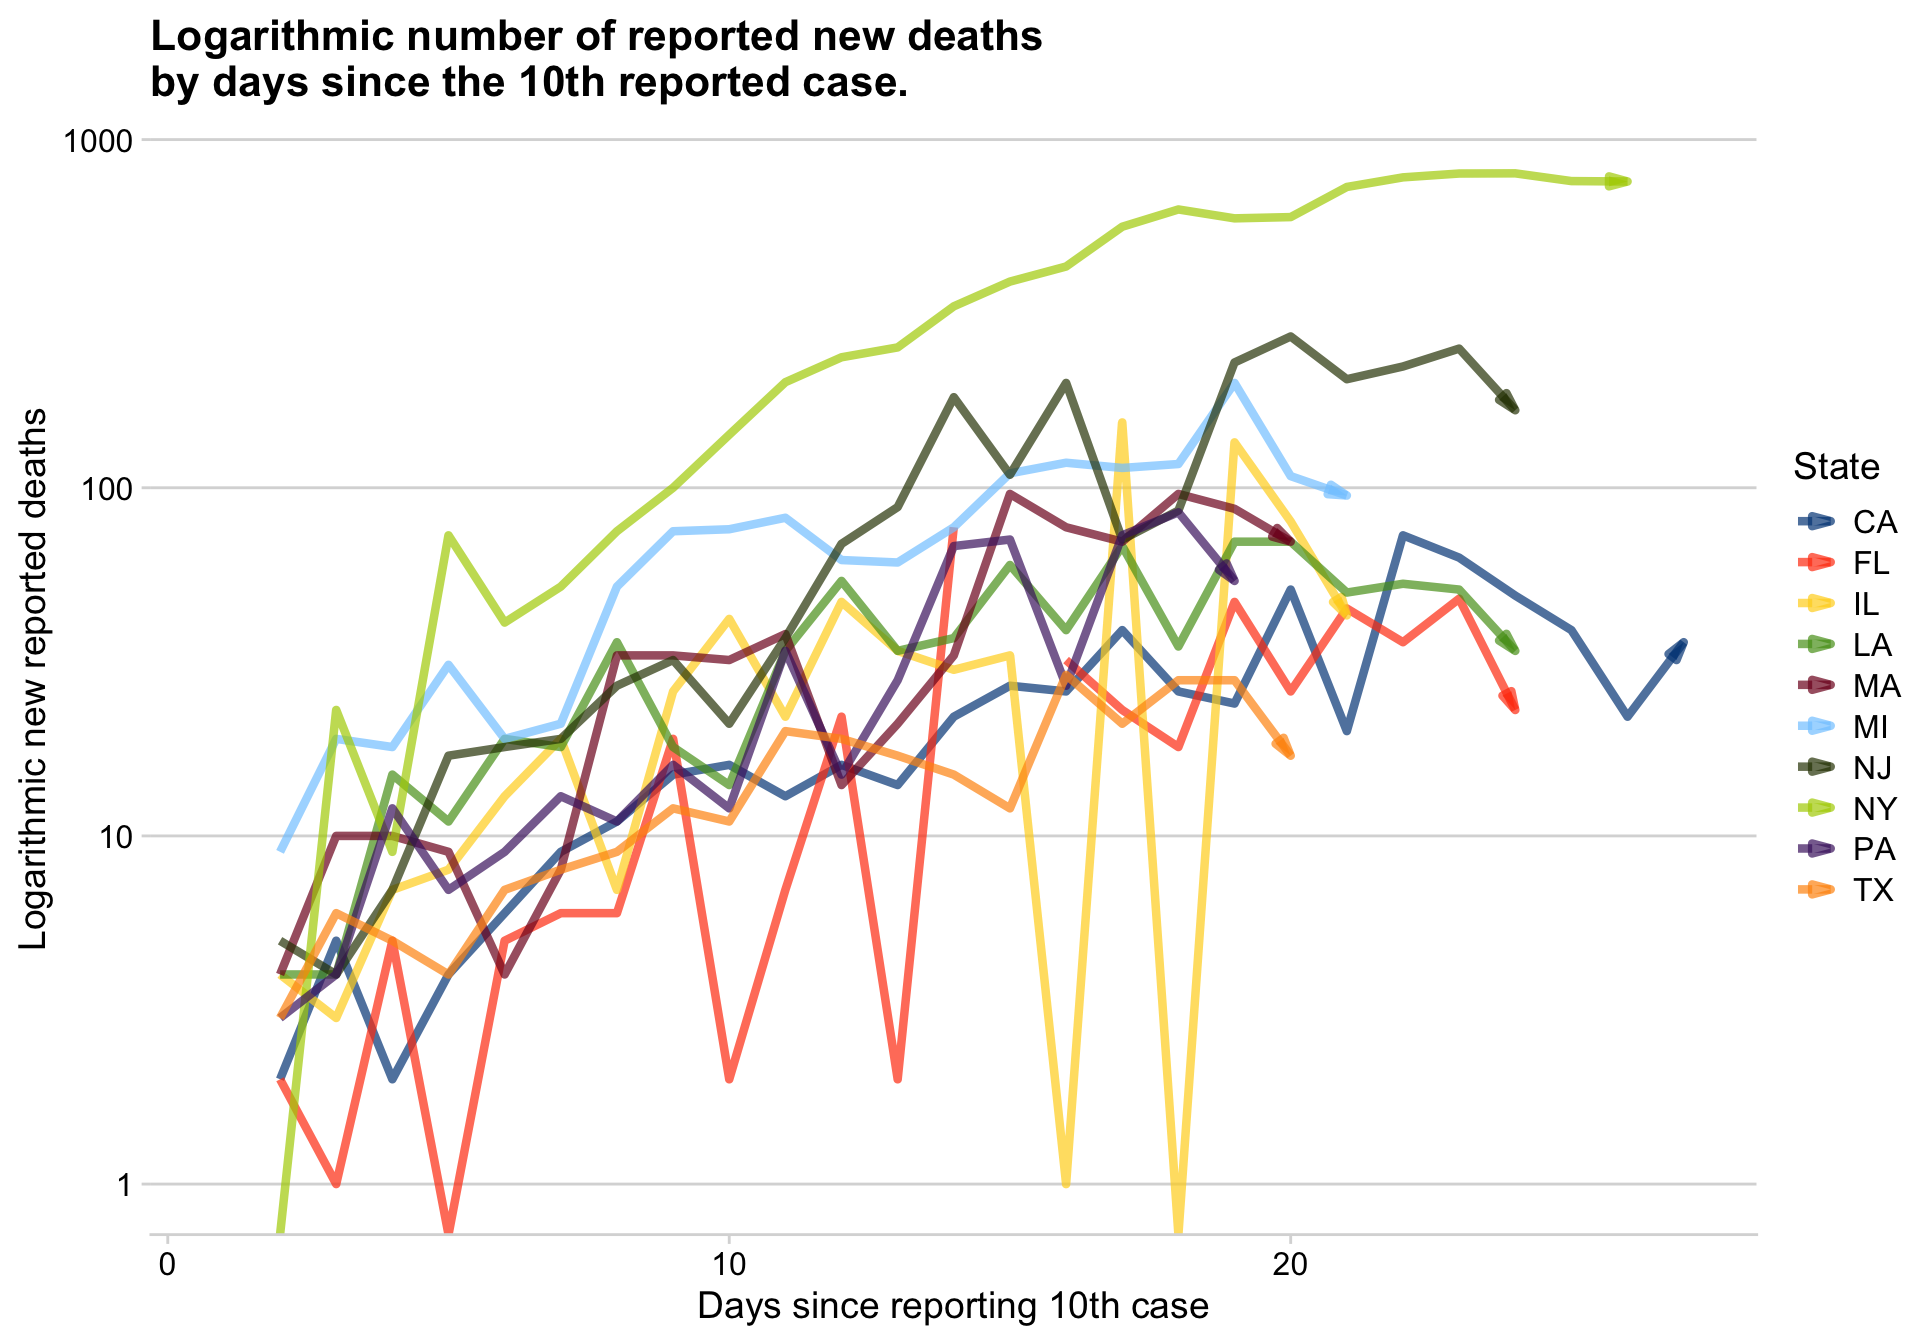 Logarithmic number of reported new deaths
by days since the 10th reported case.
1000
100
10
1
Logarithmic new reported deaths
0
10
20
Days since reporting 10th case
State
CA
FL
IL
LA
MA
MI
NJ
NY
PA
TX